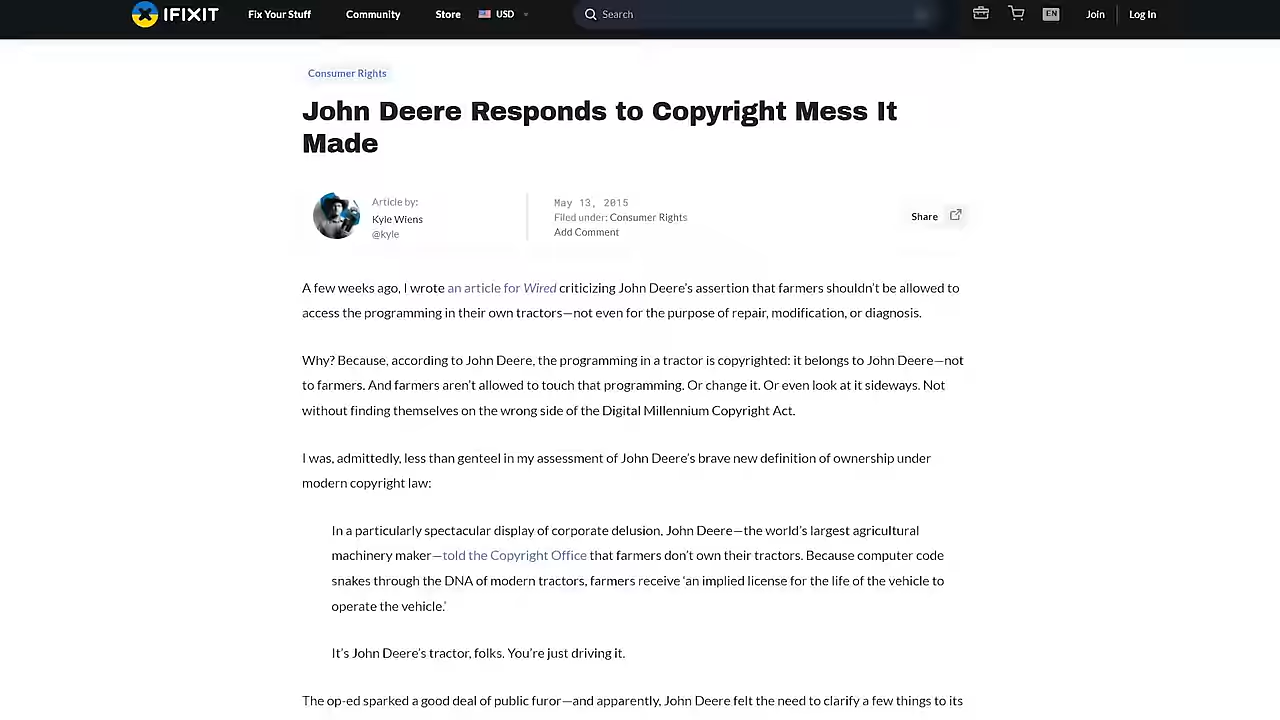 IFIXIT Fix Your Stuff Community Store USD Search EN Join Log In
Consumer Rights
John Deere Responds to Copyright Mess It
Made
Article by:
Kyle Wiens
@kyle
May 13, 2015
Filed under: Consumer Rights
Add Comment
Share
A few weeks ago, I wrote an article for Wired criticizing John Deere’s assertion that farmers shouldn’t be allowed to
access the programming in their own tractors—not even for the purpose of repair, modification, or diagnosis.
Why? Because, according to John Deere, the programming in a tractor is copyrighted: it belongs to John Deere—not
to farmers. And farmers aren’t allowed to touch that programming. Or change it. Or even look at it sideways. Not
without finding themselves on the wrong side of the Digital Millennium Copyright Act.
I was, admittedly, less than genteel in my assessment of John Deere’s brave new definition of ownership under
modern copyright law:
In a particularly spectacular display of corporate delusion, John Deere—the world’s largest agricultural
machinery maker—told the Copyright Office that farmers don’t own their tractors. Because computer code
snakes through the DNA of modern tractors, farmers receive ‘an implied license for the life of the vehicle to
operate the vehicle.’
It’s John Deere’s tractor, folks. You’re just driving it.
The op-ed sparked a good deal of public furor—and apparently, John Deere felt the need to clarify a few things to its